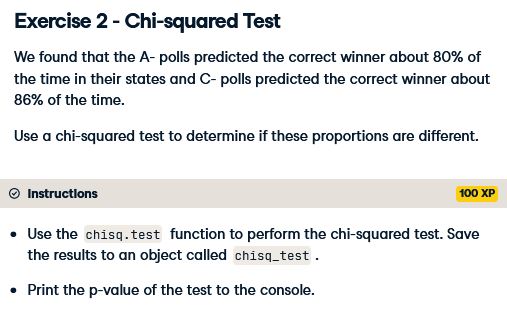 Exercise 2 - Chi-squared Test
We found that the A- polls predicted the correct winner about 80% of
the time in their states and C- polls predicted the correct winner about
86% of the time.
Use a chi-squared test to determine if these proportions are different.
Instructions 100 XP
• Use the chisq.test function to perform the chi-squared test. Save
the results to an object called chisq_test .
• Print the p-value of the test to the console.